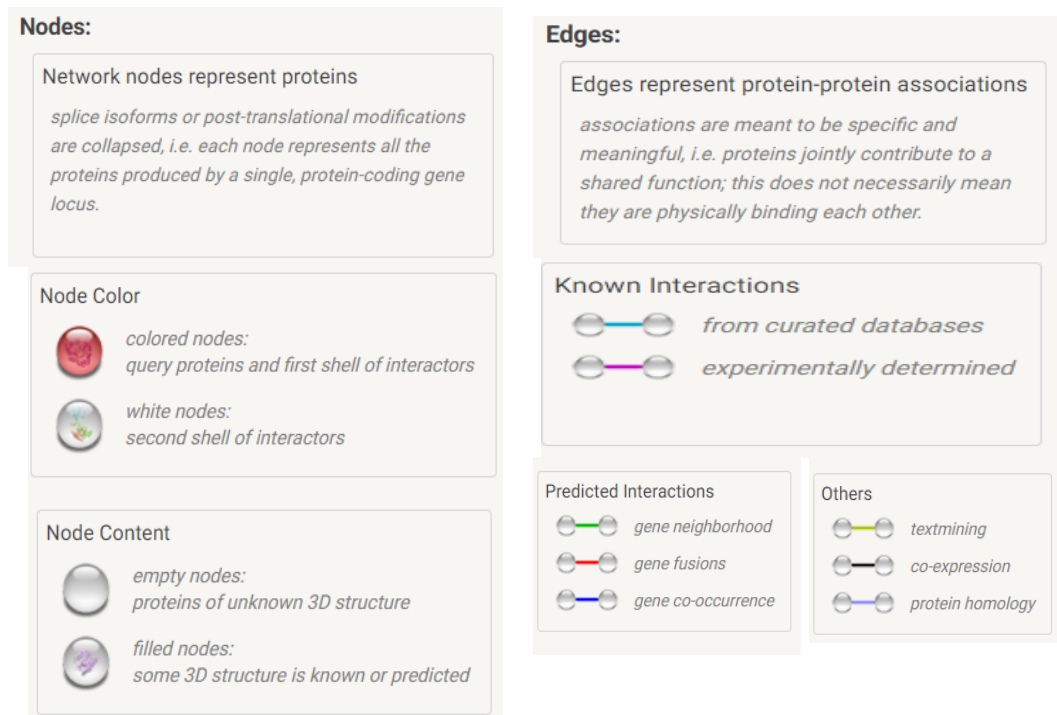 Nodes:
Network nodes represent proteins
splice isoforms or post-translational modifications
are collapsed, i.e. each node represents all the
proteins produced by a single, protein-coding gene
locus.
Node Color
colored nodes:
query proteins and first shell of interactors
white nodes:
second shell of interactors
Node Content
empty nodes:
proteins of unknown 3D structure
filled nodes:
some 3D structure is known or predicted
Edges:
Edges represent protein-protein associations
associations are meant to be specific and
meaningful, i.e. proteins jointly contribute to a
shared function; this does not necessarily mean
they are physically binding each other.
Known Interactions
from curated databases
experimentally determined
Predicted Interactions
gene neighborhood
gene fusions
gene co-occurrence
Others
textmining
co-expression
protein homology